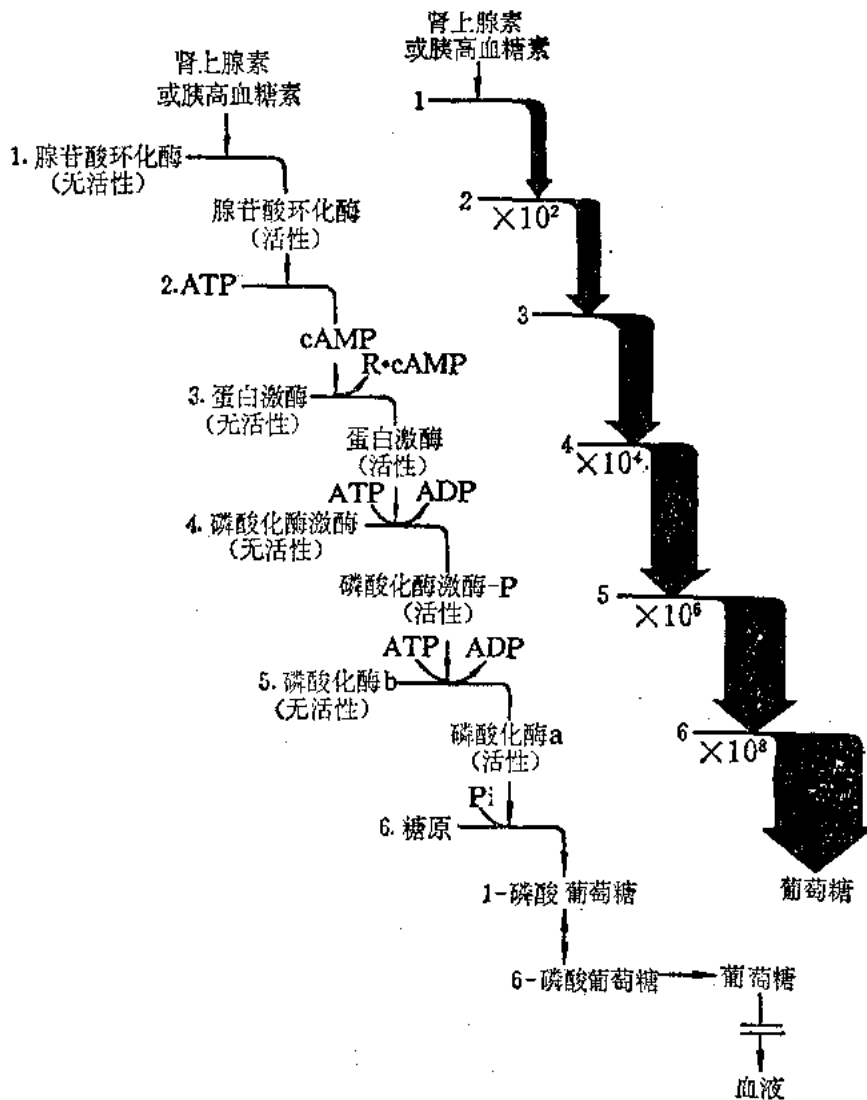 肾上腺素
或胰高血糖素
1. 腺苷酸环化酶
(无活性)
腺苷酸环化酶
(活性)
2. ATP
cAMP
R•cAMP
3. 蛋白激酶
(无活性)
蛋白激酶
(活性)
ATP ADP
4. 磷酸化酶激酶
(无活性)
磷酸化酶激酶-P
(活性)
ATP ADP
5. 磷酸化酶b
(无活性)
磷酸化酶a
(活性)
Pi
6. 糖原
1-磷酸葡萄糖
6-磷酸葡萄糖
葡萄糖
血液
肾上腺素
或胰高血糖素
1
2
×10²
3
4
×10⁴
5
×10⁶
6
×10⁸
葡萄糖